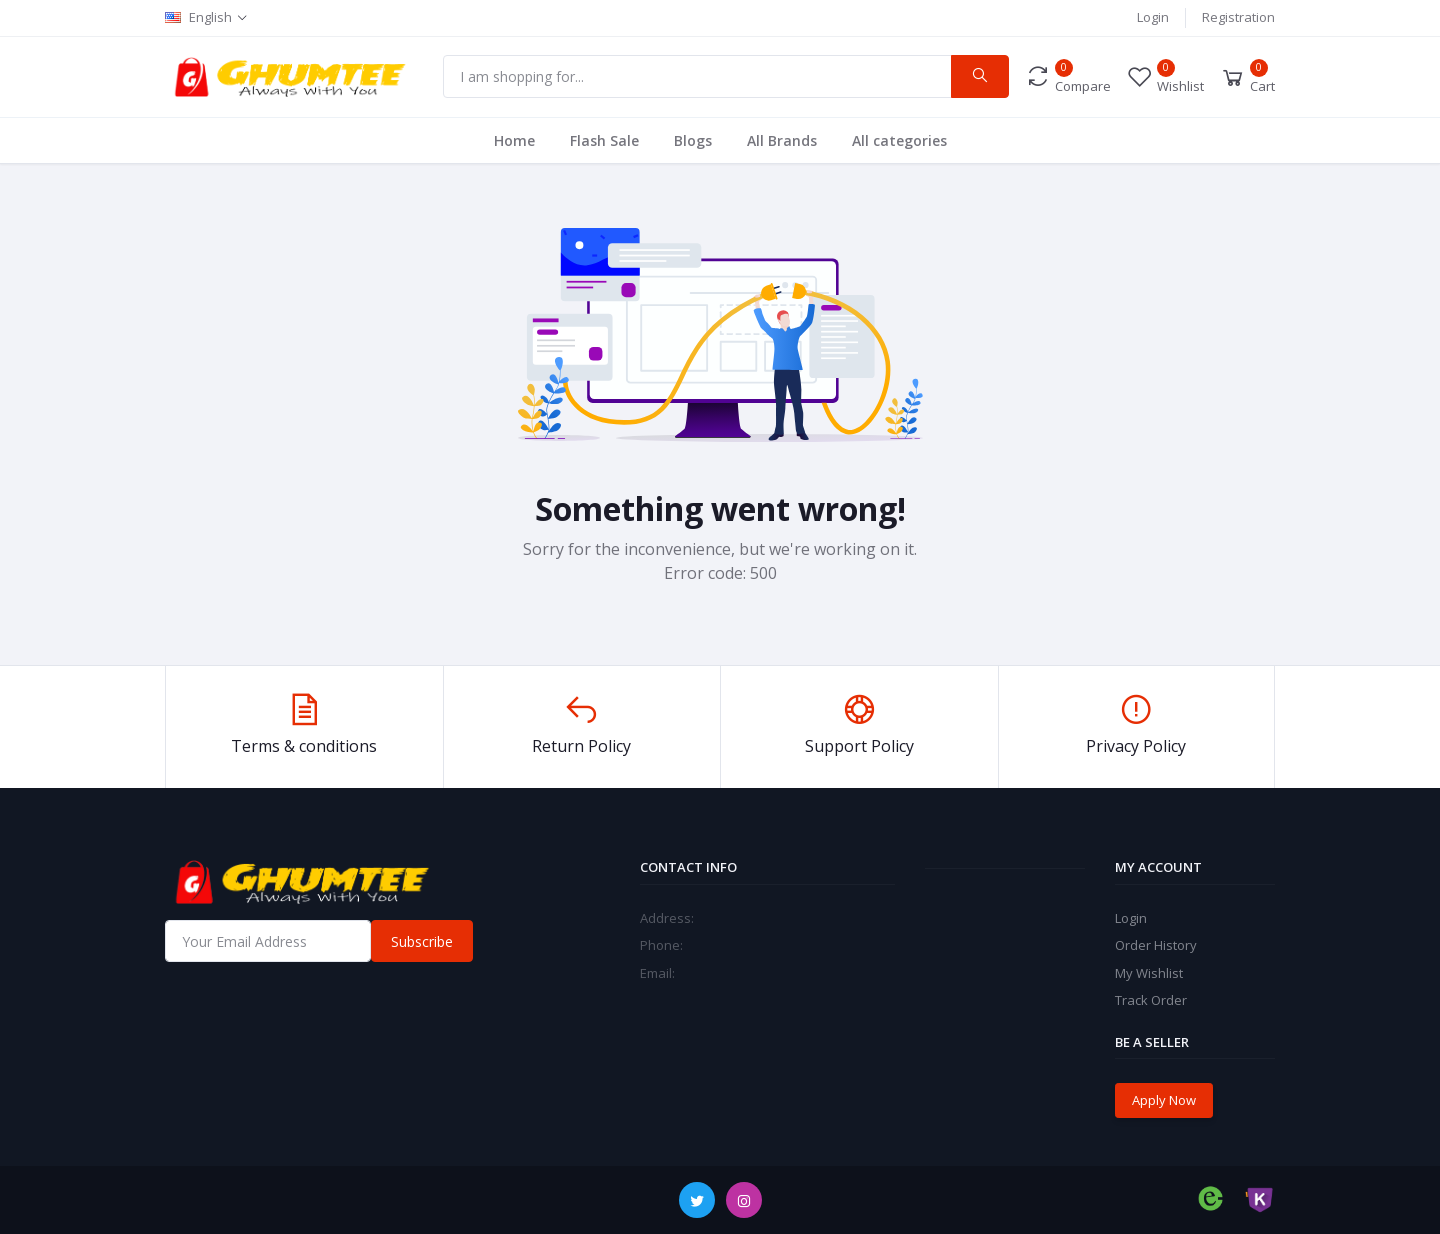 English
Login
Registration
GHUMTEE
Always With You
I am shopping for...
0
Compare
0
Wishlist
0
Cart
Home
Flash Sale
Blogs
All Brands
All categories
Something went wrong!
Sorry for the inconvenience, but we're working on it.
Error code: 500
Terms & conditions
Return Policy
Support Policy
Privacy Policy
GHUMTEE
Always With You
Your Email Address
Subscribe
CONTACT INFO
Address:
Phone:
Email:
MY ACCOUNT
Login
Order History
My Wishlist
Track Order
BE A SELLER
Apply Now
K